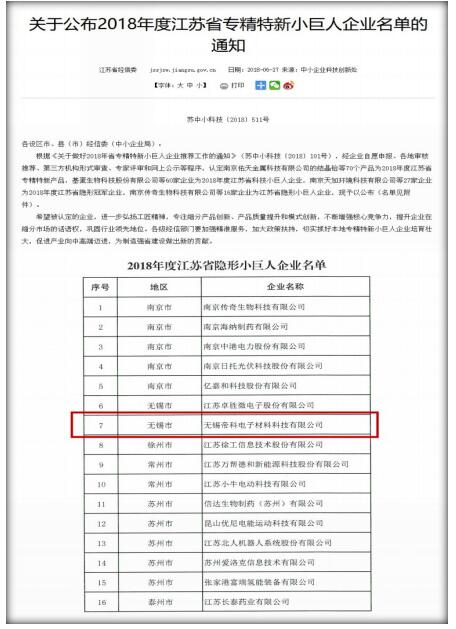 关于公布2018年度江苏省专精特新小巨人企业名单的
通知
江苏省经信委 jszjxw.jiangsu.gov.cn 日期：2018-06-27 来源：中小企业科技创新处
【字体：大 中 小】 打印
苏中小科技（2018）511号
各设区市、县（市）经信委（中小企业局）：
根据《关于做好2018年省专精特新小巨人企业推荐工作的通知》（苏中小科技〔2018〕101号），经企业自愿申报、各地审核
推荐、第三方机构形式审查、专家评审和网上公示等程序，认定南京佑天金属科技有限公司的结晶硅等70个产品为2018年度江苏省
专精特新产品，基蛋生物科技股份有限公司等60家企业为2018年度江苏省科技小巨人企业，南京天加环境科技有限公司等27家企业
为2018年度江苏省隐形冠军企业，南京传奇生物科技有限公司等16家企业为江苏省隐形小巨人企业，现予以公布（名单见附
件）。
希望被认定的企业，进一步弘扬工匠精神，专注细分产品创新、产品质量提升和模式创新，不断增强核心竞争力，提升企业在
细分市场的话语权，巩固行业领先地位。各级经信部门要加强精准服务，加大政策扶持，切实抓好本地专精特新小巨人企业培育壮
大，促进产业向中高端迈进，为制造强省建设做出新的贡献。
2018年度江苏省隐形小巨人企业名单
序号 地区 企业名称
1 南京市 南京传奇生物科技有限公司
2 南京市 南京海纳制药有限公司
3 南京市 南京中港电力股份有限公司
4 南京市 南京日托光伏科技股份有限公司
5 南京市 亿嘉和科技股份有限公司
6 无锡市 江苏卓胜微电子股份有限公司
7 无锡市 无锡帝科电子材料科技有限公司
8 徐州市 江苏徐工信息技术股份有限公司
9 常州市 江苏万帮德和新能源科技股份有限公司
10 常州市 江苏小牛电动科技有限公司
11 苏州市 信达生物制药（苏州）有限公司
12 苏州市 昆山优尼电能运动科技有限公司
13 苏州市 江苏北人机器人系统股份有限公司
14 苏州市 苏州爱洛克信息技术有限公司
15 苏州市 张家港富瑞氢能装备有限公司
16 泰州市 江苏长泰药业有限公司